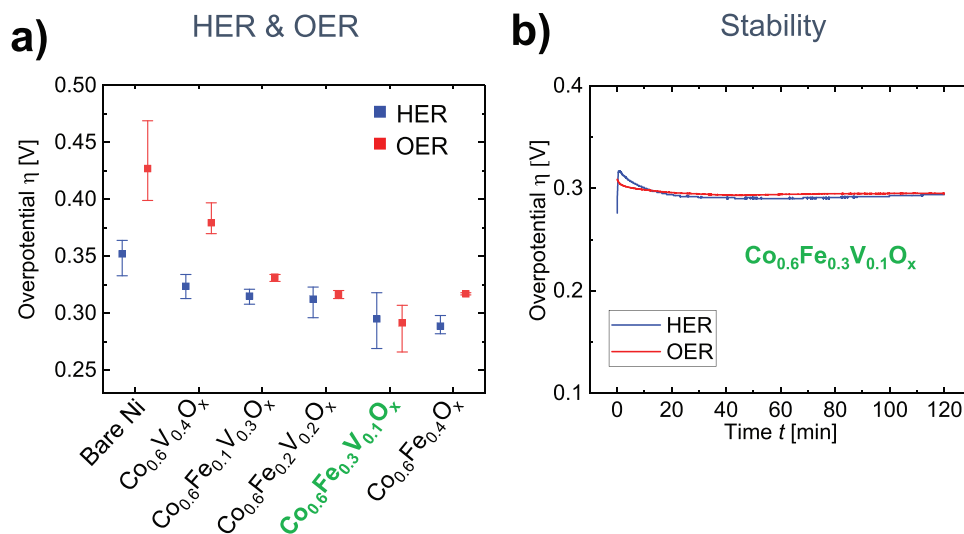 a)
HER & OER
Overpotential η [V]
0.50
0.45
0.40
0.35
0.30
0.25
HER
OER
Bare Ni
Co0.6V0.4Ox
Co0.6Fe0.1V0.3Ox
Co0.6Fe0.2V0.2Ox
Co0.6Fe0.3V0.1Ox
Co0.6Fe0.4Ox
b)
Stability
Overpotential η [V]
0.4
0.3
0.2
0.1
Co0.6Fe0.3V0.1Ox
HER
OER
0 20 40 60 80 100 120
Time t [min]